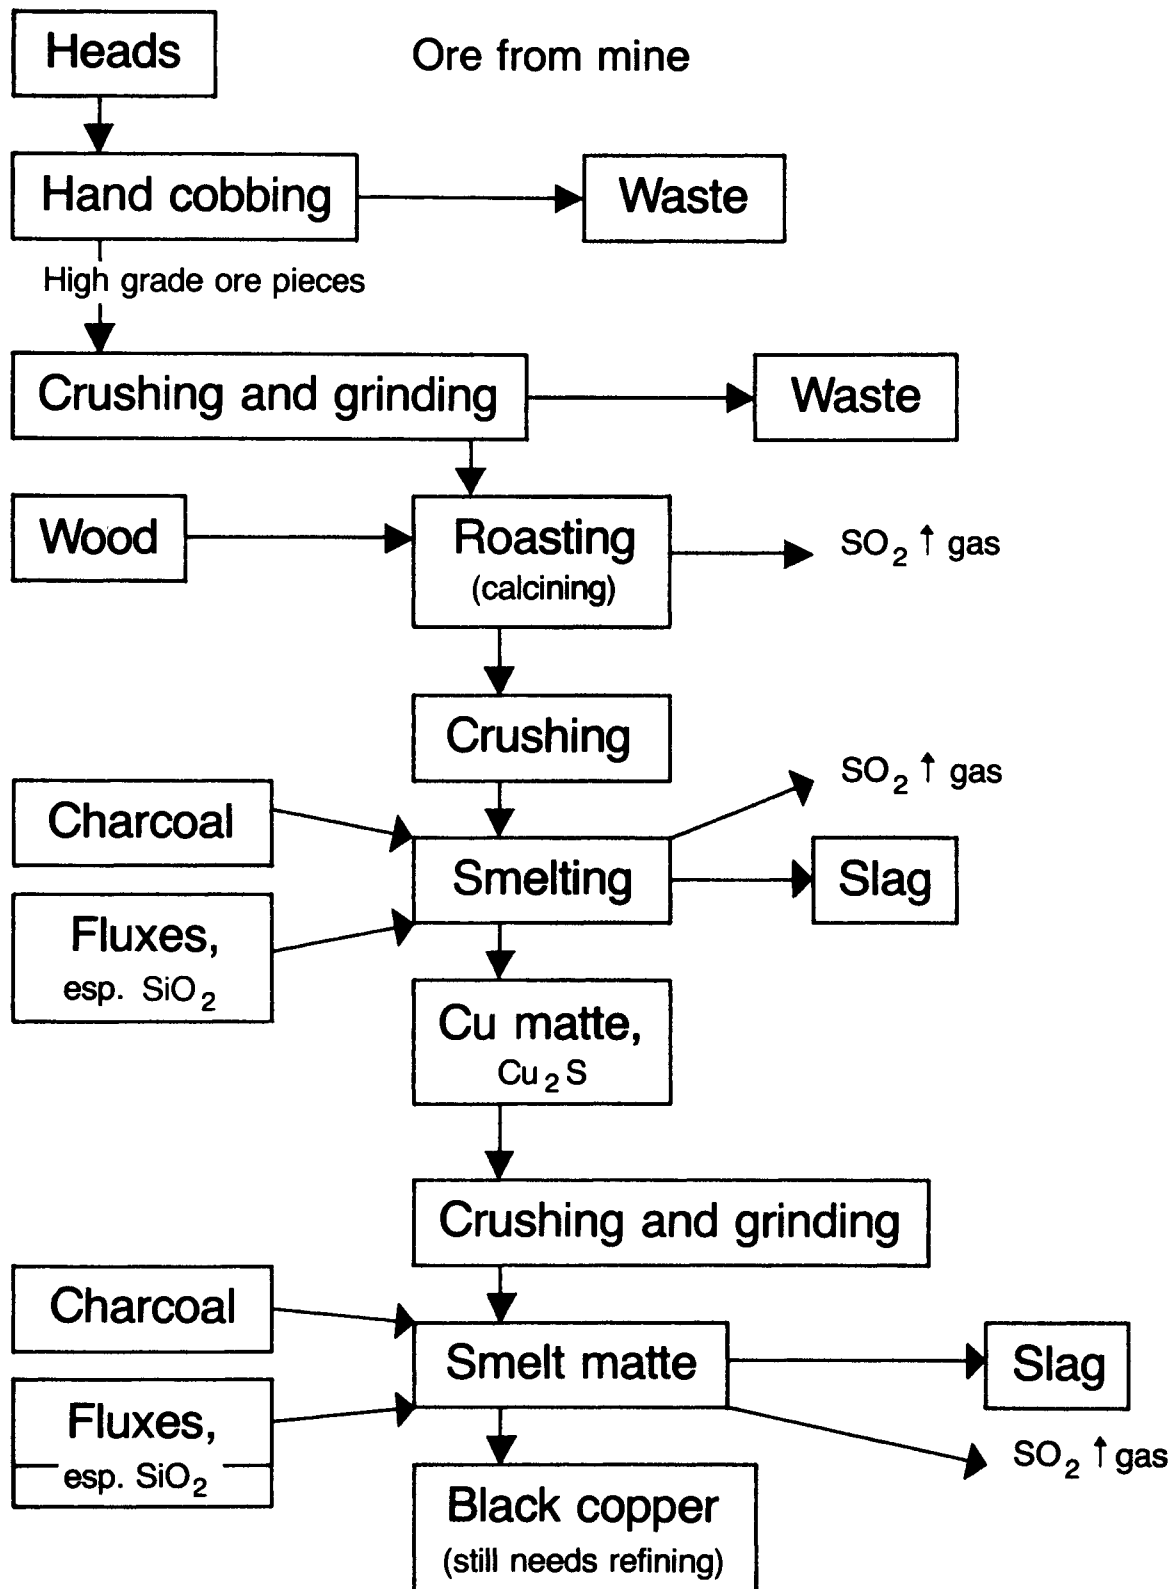 Heads
Ore from mine
Hand cobbing
Waste
High grade ore pieces
Crushing and grinding
Waste
Wood
Roasting
(calcining)
SO₂ ↑ gas
Crushing
SO₂ ↑ gas
Charcoal
Smelting
Slag
Fluxes,
esp. SiO₂
Cu matte,
Cu₂S
Crushing and grinding
Charcoal
Smelt matte
Slag
Fluxes,
esp. SiO₂
SO₂ ↑ gas
Black copper
(still needs refining)